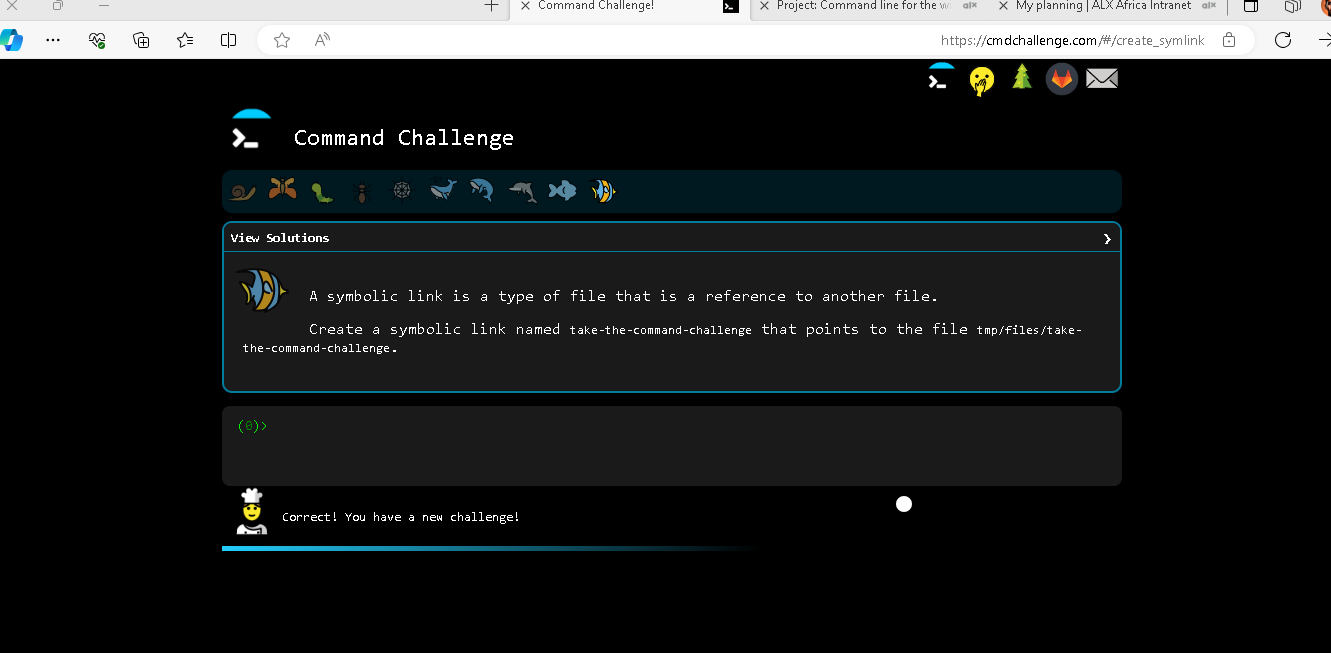 Command Challenge!
Project: Command line for the w
My planning | ALX Africa Intranet
https://cmdchallenge.com/#/create_symlink
Command Challenge
View Solutions
A symbolic link is a type of file that is a reference to another file.
Create a symbolic link named take-the-command-challenge that points to the file tmp/files/take-
the-command-challenge.
(0)>
Correct! You have a new challenge!